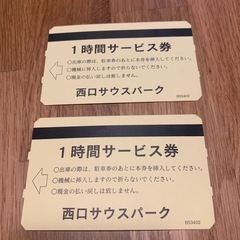 1時間サービス券
○出庫の際は、駐車券のあとに本券を挿入してください。
○機械に挿入しますので折らないでください。
○現金の払い戻しは致しません。
西口サウスパーク
1時間サービス券
○出庫の際は、駐車券のあとに本券を挿入してください。
○機械に挿入しますので折らないでください。
○現金の払い戻しは致しません。
西口サウスパーク